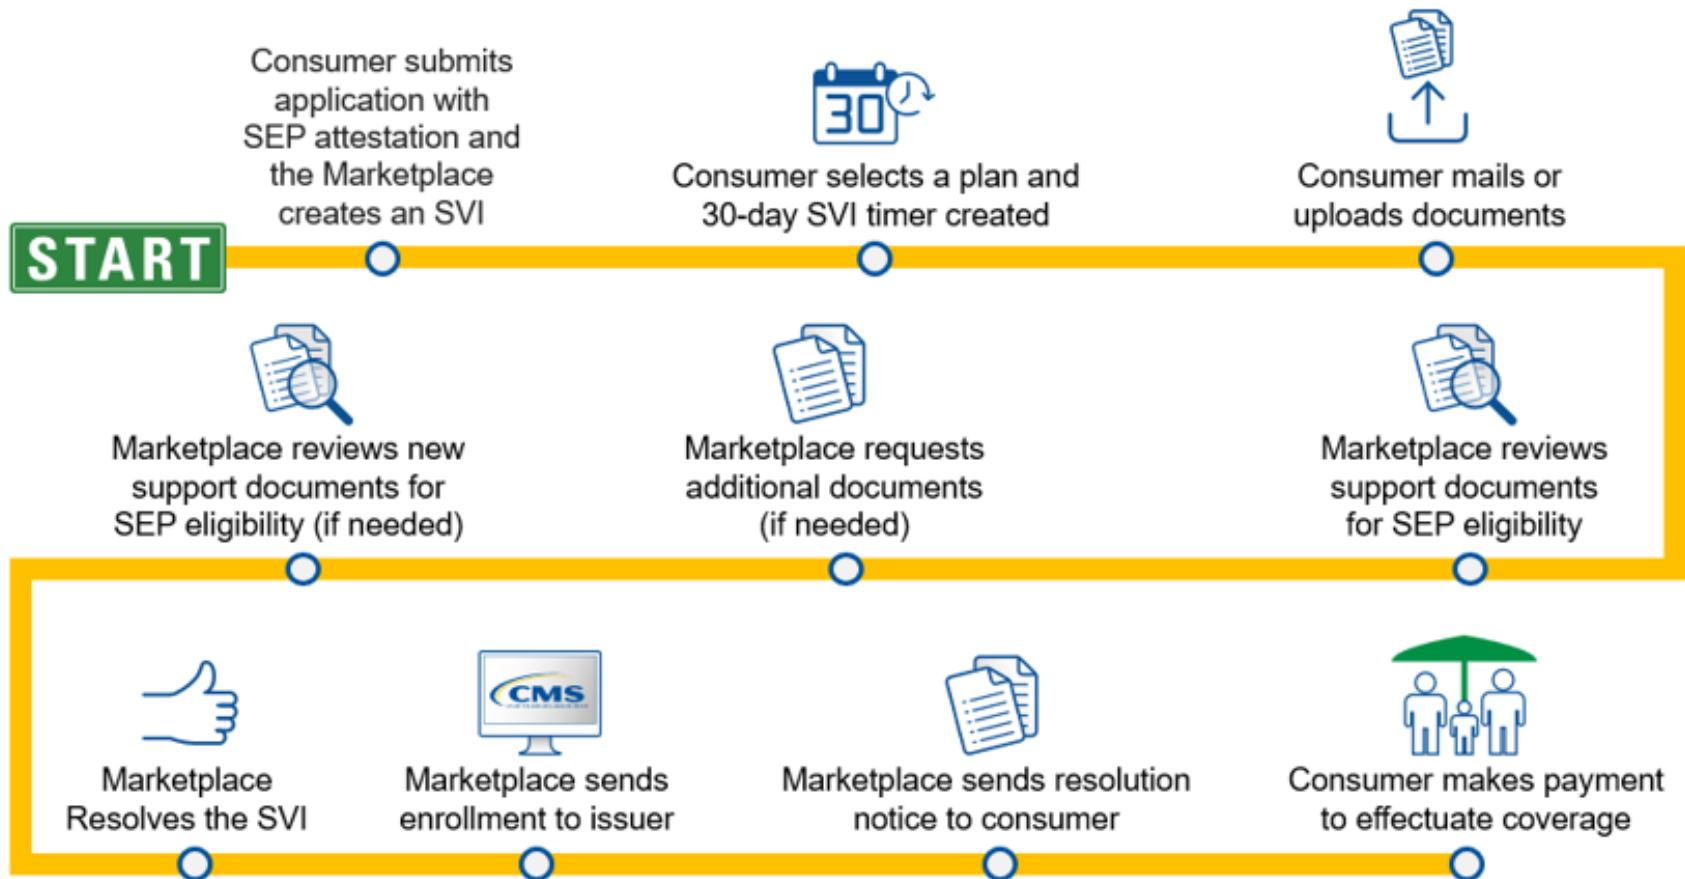 Consumer submits
application with
SEP attestation and
the Marketplace
creates an SVI
30
Consumer selects a plan and
30-day SVI timer created
Consumer mails or
uploads documents
START
Marketplace reviews
support documents
for SEP eligibility
Marketplace requests
additional documents
(if needed)
Marketplace reviews new
support documents for
SEP eligibility (if needed)
Marketplace
Resolves the SVI
CMS
Marketplace sends
enrollment to issuer
Marketplace sends resolution
notice to consumer
Consumer makes payment
to effectuate coverage